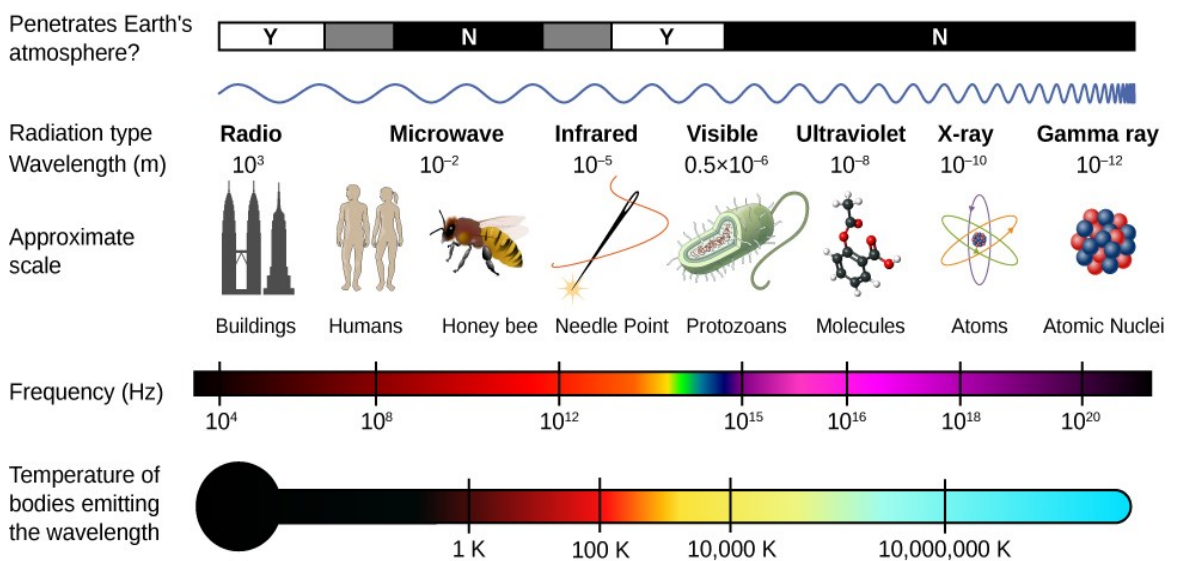 Penetrates Earth's
atmosphere?
Y N Y N
Radiation type
Radio Microwave Infrared Visible Ultraviolet X-ray Gamma ray
Wavelength (m)
10³ 10⁻² 10⁻⁵ 0.5×10⁻⁶ 10⁻⁸ 10⁻¹⁰ 10⁻¹²
Approximate
scale
Buildings Humans Honey bee Needle Point Protozoans Molecules Atoms Atomic Nuclei
Frequency (Hz)
10⁴ 10⁸ 10¹² 10¹⁵ 10¹⁶ 10¹⁸ 10²⁰
Temperature of
bodies emitting
the wavelength
1 K 100 K 10,000 K 10,000,000 K